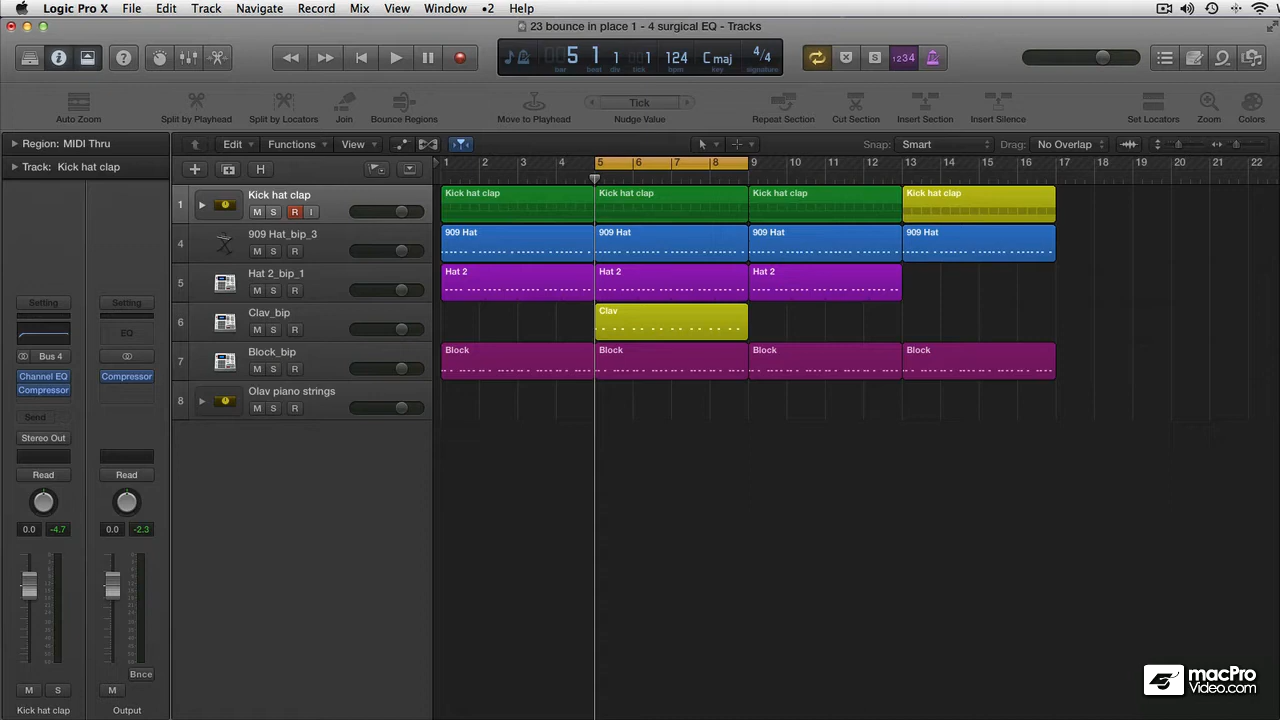 Logic Pro X File Edit Track Navigate Record Mix View Window 2 Help
23 bounce in place 1 - 4 surgical EQ - Tracks
5 1 1 1 124 C maj 4/4
bar beat div tick bpm key signature
1234
Auto Zoom Split by Playhead Split by Locators Join Bounce Regions Move to Playhead Tick Nudge Value Repeat Section Cut Section Insert Section Insert Silence Set Locators Zoom Colors
Region: MIDI Thru
Edit Functions View Snap: Smart Drag: No Overlap
Track: Kick hat clap
1 2 3 4 5 6 7 8 9 10 11 12 13 14 15 16 17 18 19 20 21 22
1 Kick hat clap M S R I
Kick hat clap Kick hat clap Kick hat clap Kick hat clap
4 909 Hat_bip_3 M S R
909 Hat 909 Hat 909 Hat 909 Hat
5 Hat 2_bip_1 M S R
Hat 2 Hat 2 Hat 2
6 Clav_bip M S R
Clav
7 Block_bip M S R
Block Block Block Block
8 Olav piano strings M S R
Setting Setting
EQ
Bus 4
Channel EQ Compressor
Compressor
Send
Stereo Out
Read Read
0.0 -4.7 0.0 -2.3
Bnce
M S M
Kick hat clap Output
macPro
Video.com